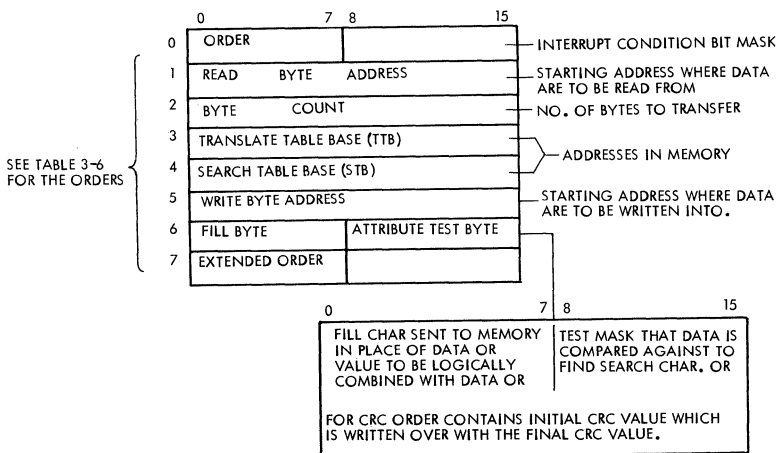 0 7 8 15
0 ORDER INTERRUPT CONDITION BIT MASK
1 READ BYTE ADDRESS STARTING ADDRESS WHERE DATA
ARE TO BE READ FROM
2 BYTE COUNT NO. OF BYTES TO TRANSFER
3 TRANSLATE TABLE BASE (TTB)
ADDRESSES IN MEMORY
SEE TABLE 3-6
FOR THE ORDERS
4 SEARCH TABLE BASE (STB)
5 WRITE BYTE ADDRESS STARTING ADDRESS WHERE DATA
ARE TO BE WRITTEN INTO.
6 FILL BYTE ATTRIBUTE TEST BYTE
7 EXTENDED ORDER
0 7 8 15
FILL CHAR SENT TO MEMORY
IN PLACE OF DATA OR
VALUE TO BE LOGICALLY
COMBINED WITH DATA OR
TEST MASK THAT DATA IS
COMPARED AGAINST TO
FIND SEARCH CHAR. OR
FOR CRC ORDER CONTAINS INITIAL CRC VALUE WHICH
IS WRITTEN OVER WITH THE FINAL CRC VALUE.